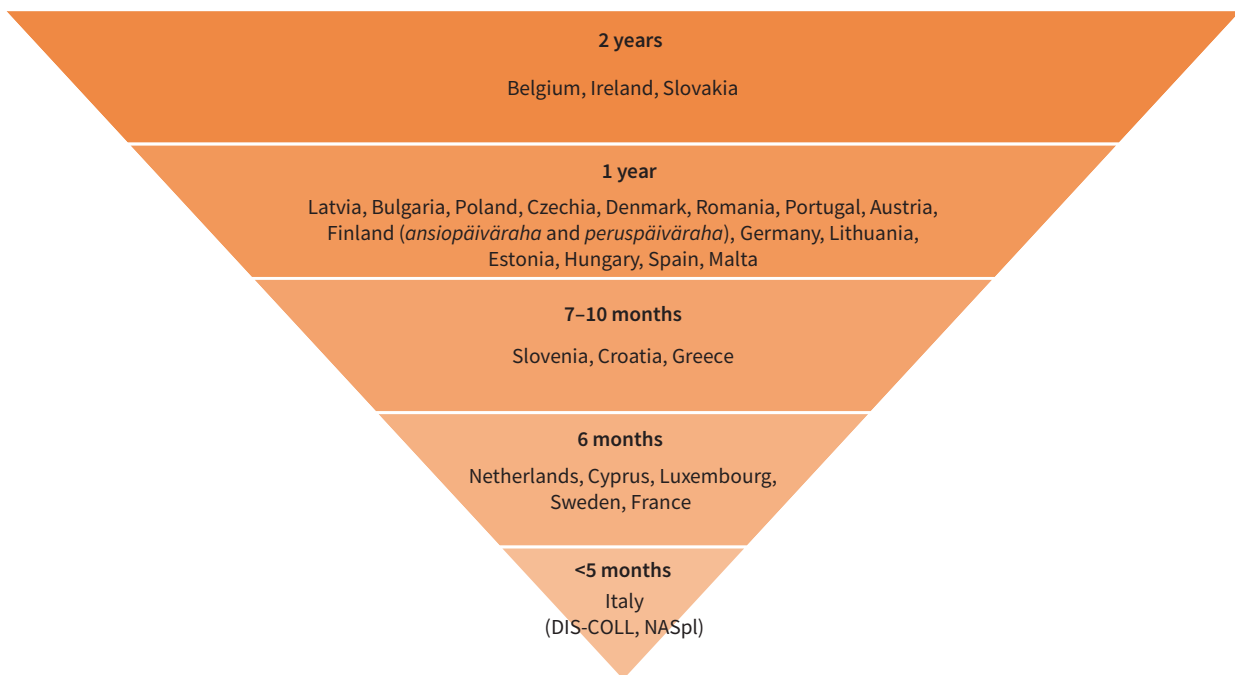 2 years
Belgium, Ireland, Slovakia
1 year
Latvia, Bulgaria, Poland, Czechia, Denmark, Romania, Portugal, Austria,
Finland (ansiopäiväraha and peruspäiväraha), Germany, Lithuania,
Estonia, Hungary, Spain, Malta
7–10 months
Slovenia, Croatia, Greece
6 months
Netherlands, Cyprus, Luxembourg,
Sweden, France
<5 months
Italy
(DIS-COLL, NASpl)